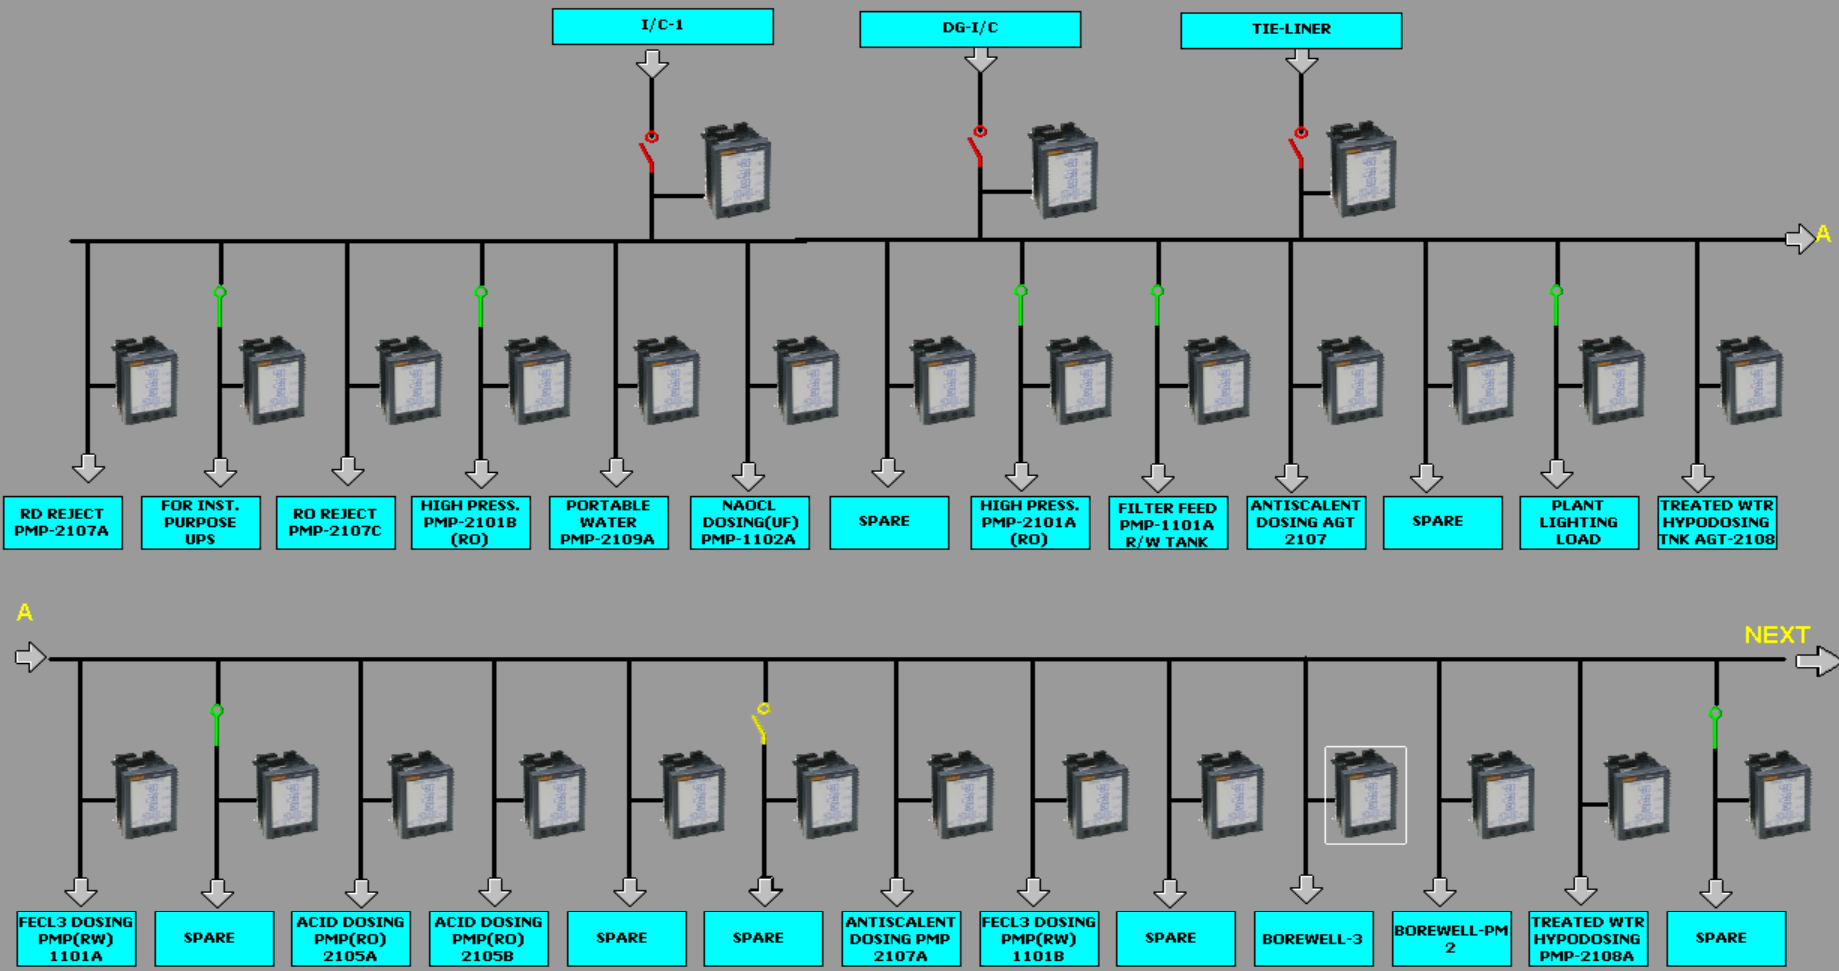 I/C-1
DG-I/C
TIE-LINER
A
RD REJECT
PMP-2107A
FOR INST.
PURPOSE
UPS
RO REJECT
PMP-2107C
HIGH PRESS.
PMP-2101B
(RO)
PORTABLE
WATER
PMP-2109A
NAOCL
DOSING(UF)
PMP-1102A
SPARE
HIGH PRESS.
PMP-2101A
(RO)
FILTER FEED
PMP-1101A
R/W TANK
ANTISCALENT
DOSING AGT
2107
SPARE
PLANT
LIGHTING
LOAD
TREATED WTR
HYPODOSING
TNK AGT-2108
A
NEXT
FECL3 DOSING
PMP(RW)
1101A
SPARE
ACID DOSING
PMP(RO)
2105A
ACID DOSING
PMP(RO)
2105B
SPARE
SPARE
ANTISCALENT
DOSING PMP
2107A
FECL3 DOSING
PMP(RW)
1101B
SPARE
BOREWELL-3
BOREWELL-PM
2
TREATED WTR
HYPODOSING
PMP-2108A
SPARE